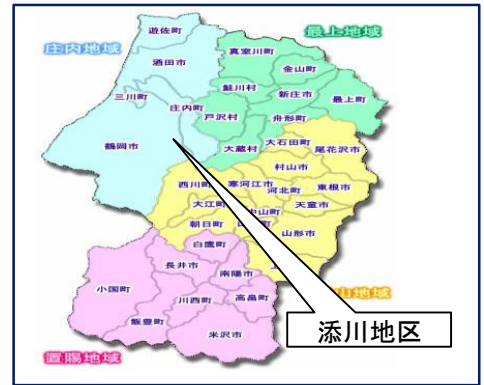 遊佐町
庄内地域
最上地域
酒田市
真室川町
金山町
三川町
鮭川村
新庄市
庄内町
最上町
戸沢村
舟形町
鶴岡市
大蔵村
大石田町
尾花沢市
村山市
西川町
寒河江市
東根市
河北町
大江町
天童市
朝日町
中山町
山形市
白鷹町
長井市
南陽市
小国町
高畠町
川西町
飯豊町
米沢市
添川地区
置賜地域